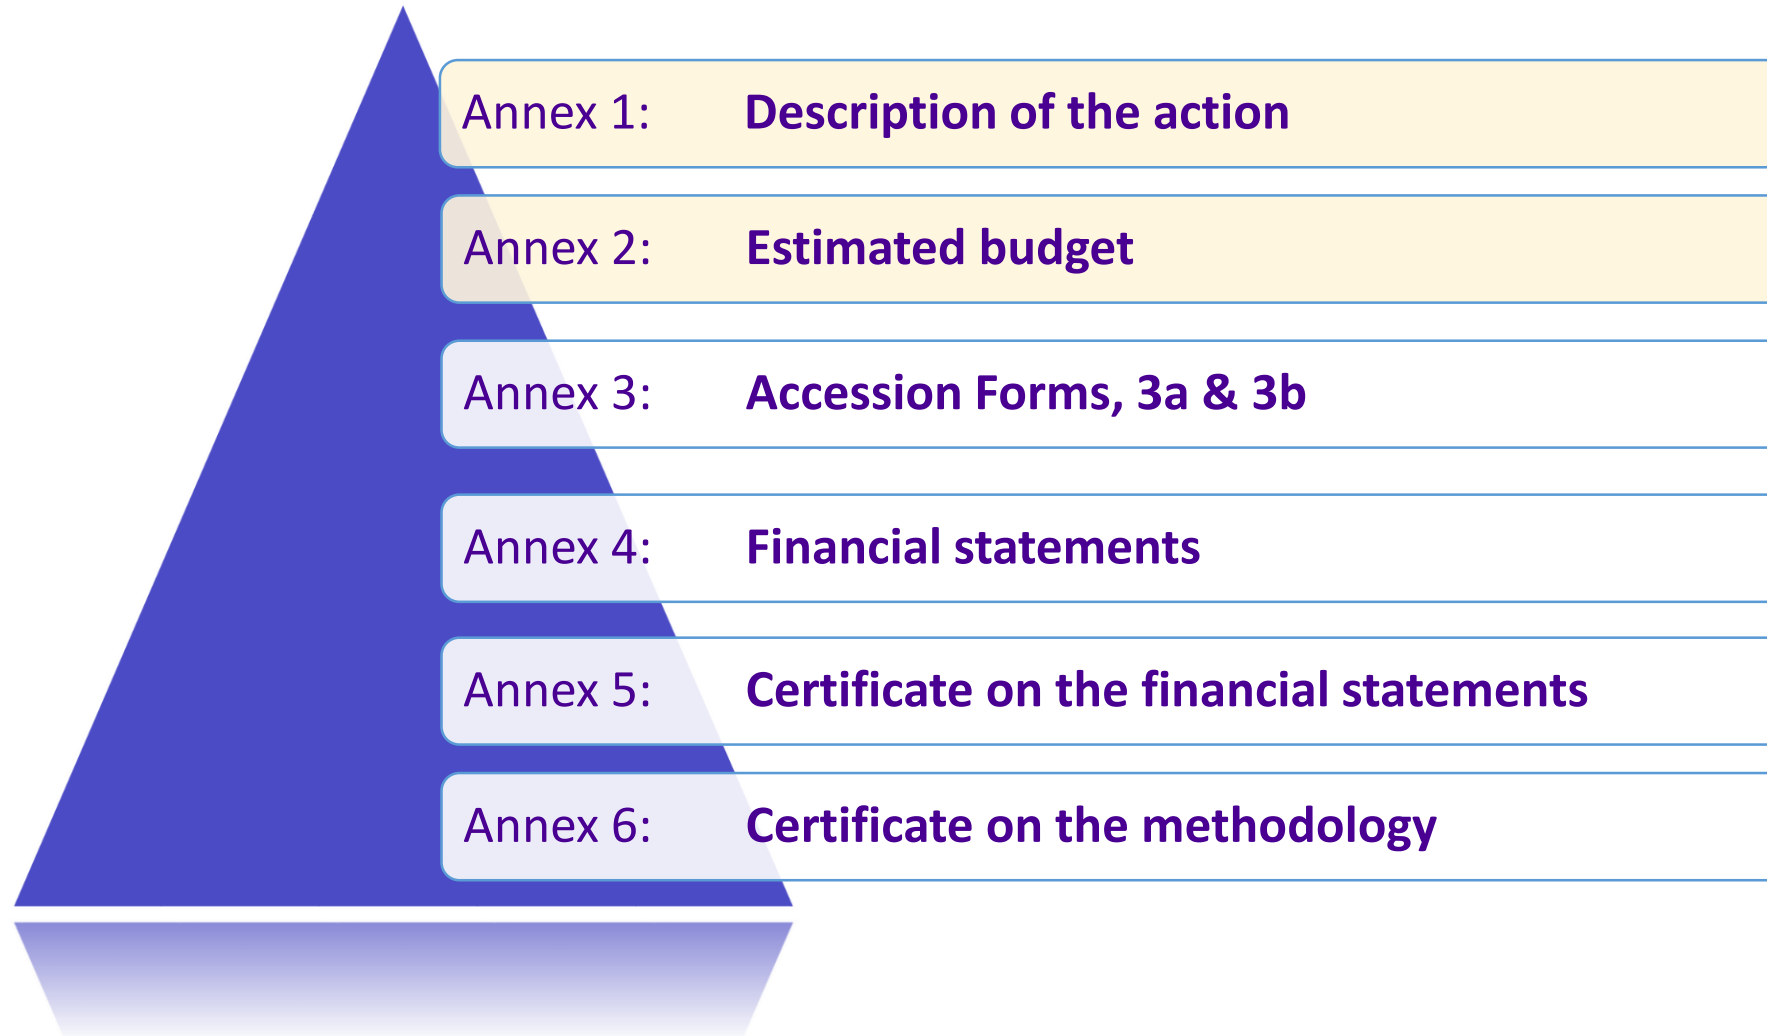 Annex 1: Description of the action
Annex 2: Estimated budget
Annex 3: Accession Forms, 3a & 3b
Annex 4: Financial statements
Annex 5: Certificate on the financial statements
Annex 6: Certificate on the methodology